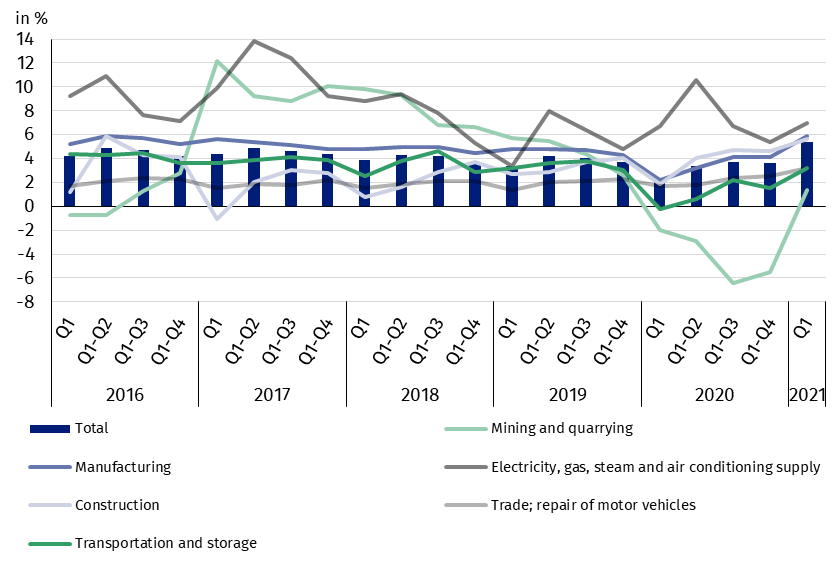 in %
14
12
10
8
6
4
2
0
-2
-4
-6
-8
Q1 Q1-Q2 Q1-Q3 Q1-Q4 Q1 Q1-Q2 Q1-Q3 Q1-Q4 Q1 Q1-Q2 Q1-Q3 Q1-Q4 Q1 Q1-Q2 Q1-Q3 Q1-Q4 Q1 Q1-Q2 Q1-Q3 Q1-Q4 Q1
2016 2017 2018 2019 2020 2021
Total Mining and quarrying
Manufacturing Electricity, gas, steam and air conditioning supply
Construction Trade; repair of motor vehicles
Transportation and storage